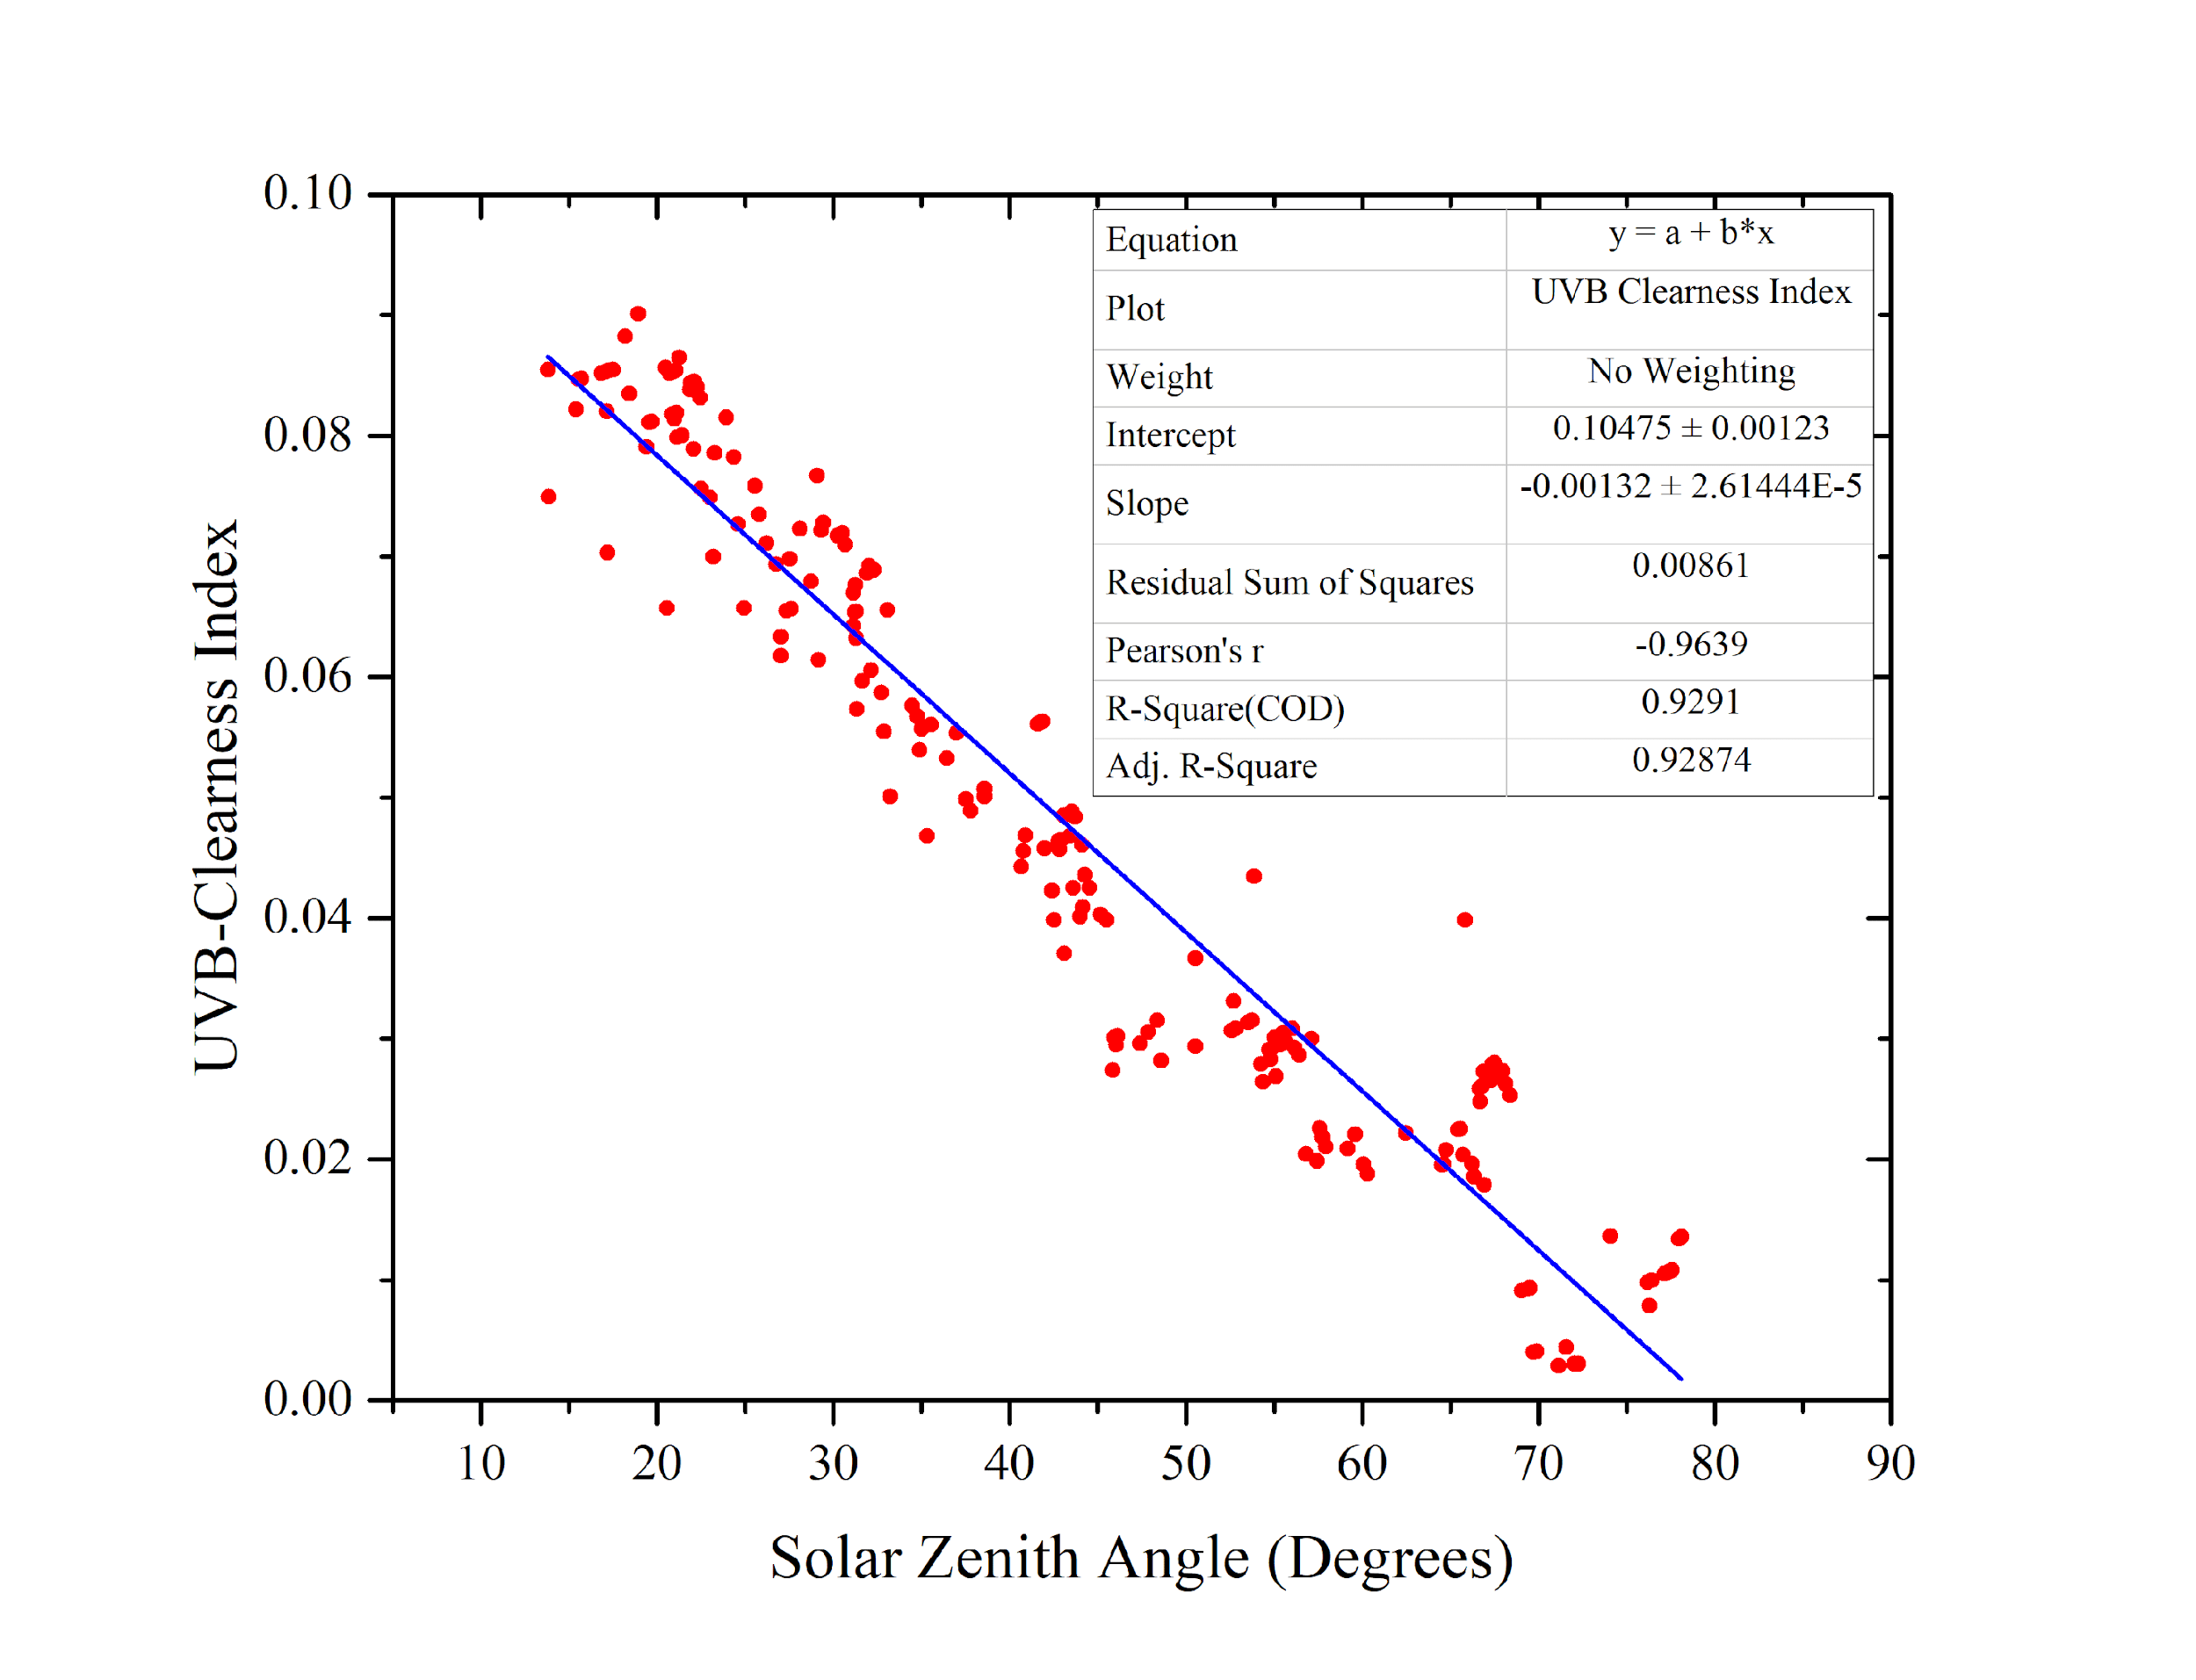 0.10
0.08
0.06
0.04
0.02
0.00
UVB-Clearness Index
Equation y = a + b*x
Plot UVB Clearness Index
Weight No Weighting
Intercept 0.10475 ± 0.00123
Slope -0.00132 ± 2.61444E-5
Residual Sum of Squares 0.00861
Pearson's r -0.9639
R-Square(COD) 0.9291
Adj. R-Square 0.92874
10 20 30 40 50 60 70 80 90
Solar Zenith Angle (Degrees)